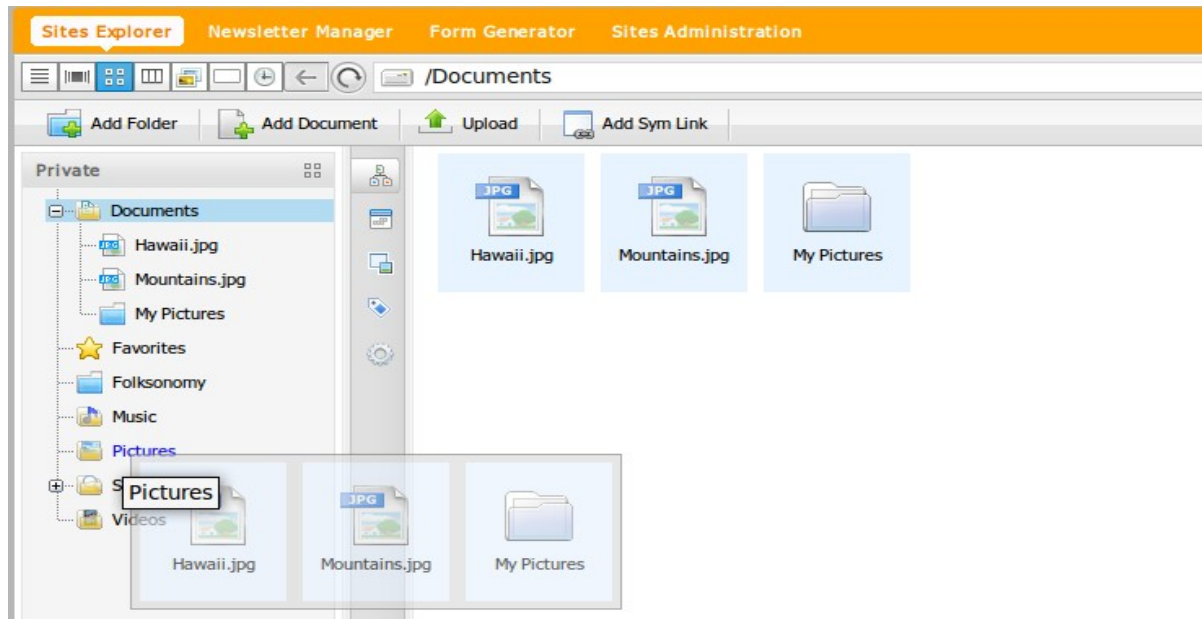 Sites Explorer Newsletter Manager Form Generator Sites Administration
/Documents
Add Folder Add Document Upload Add Sym Link
Private
Documents
Hawaii.jpg
Mountains.jpg
My Pictures
Favorites
Folksonomy
Music
Pictures
S
Videos
JPG
Hawaii.jpg
JPG
Mountains.jpg
My Pictures
Pictures
Hawaii.jpg
JPG
Mountains.jpg
My Pictures